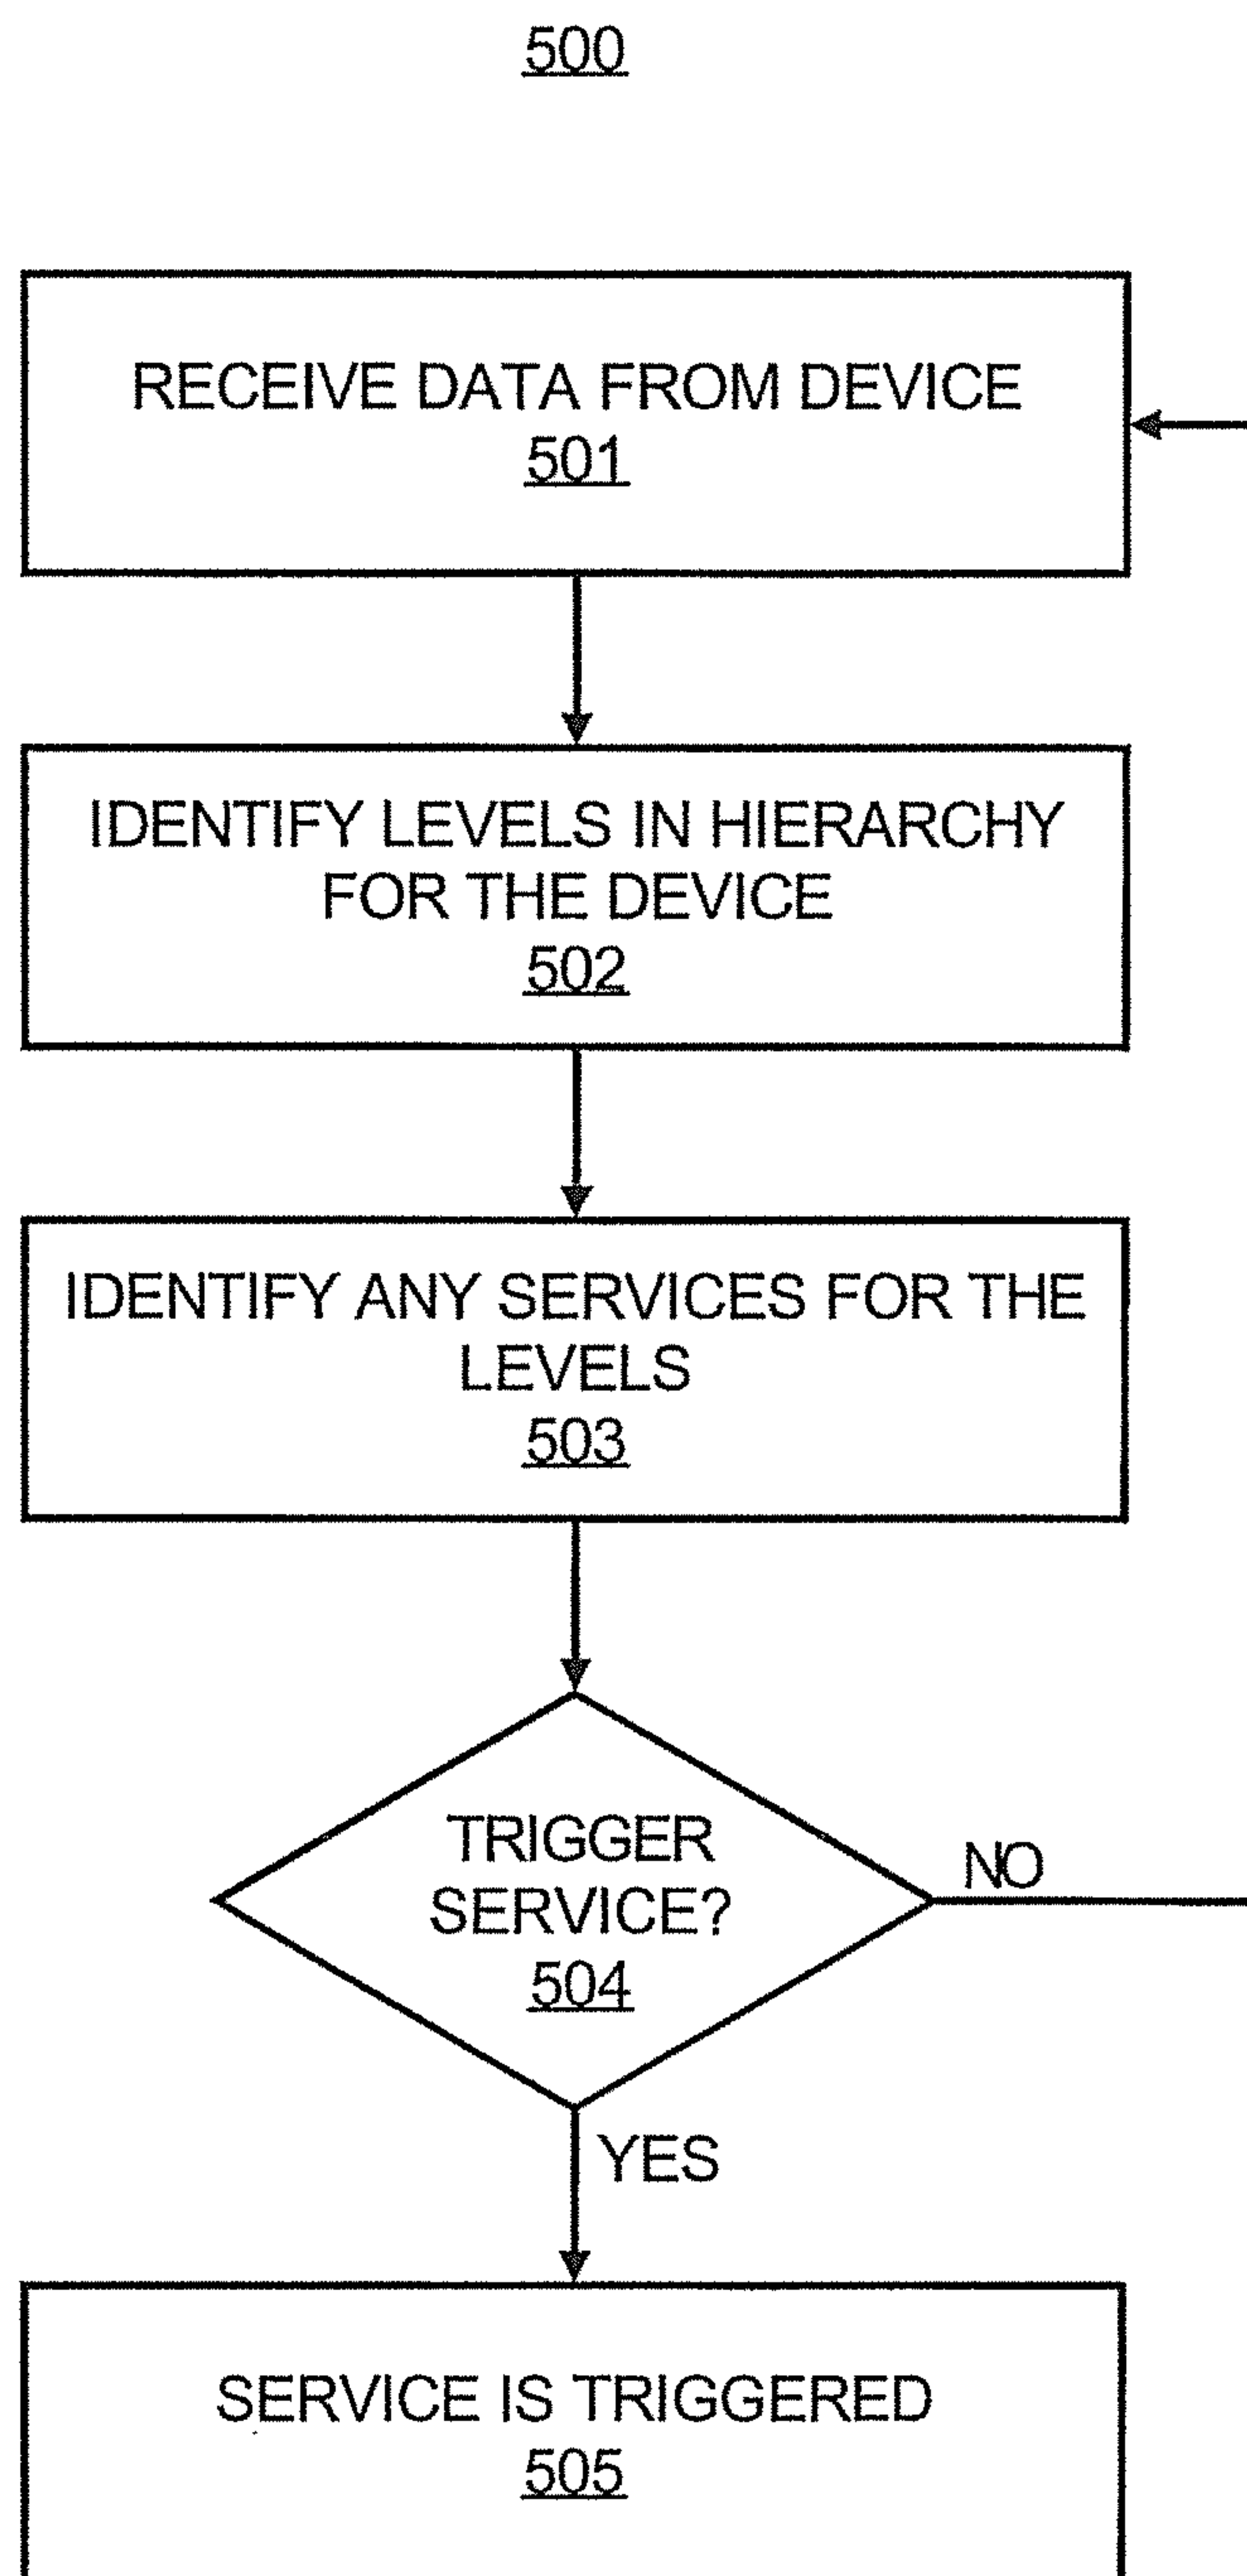 500
RECEIVE DATA FROM DEVICE
501
IDENTIFY LEVELS IN HIERARCHY
FOR THE DEVICE
502
IDENTIFY ANY SERVICES FOR THE
LEVELS
503
TRIGGER
SERVICE?
504
NO
YES
SERVICE IS TRIGGERED
505